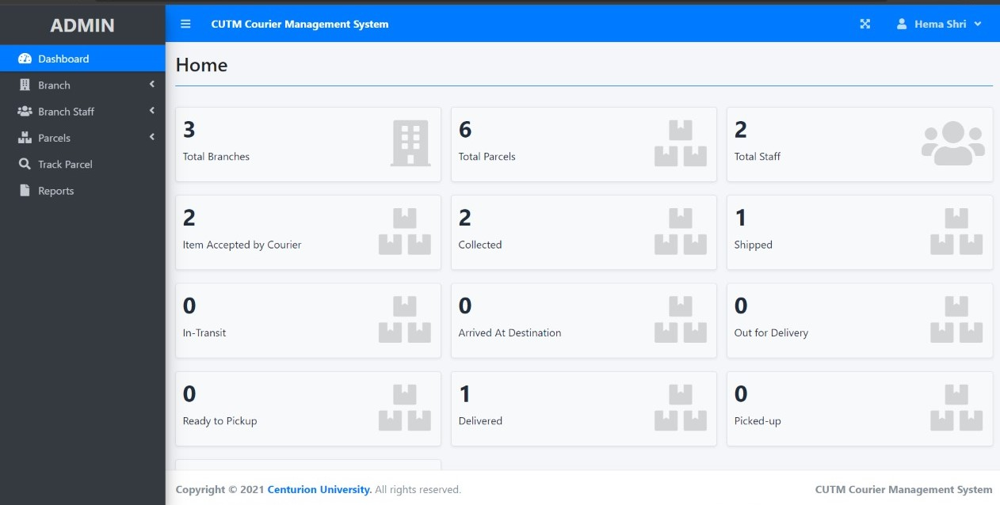 ADMIN
CUTM Courier Management System
Hema Shri
Dashboard
Branch
Branch Staff
Parcels
Track Parcel
Reports
Home
3
Total Branches
6
Total Parcels
2
Total Staff
2
Item Accepted by Courier
2
Collected
1
Shipped
0
In-Transit
0
Arrived At Destination
0
Out for Delivery
0
Ready to Pickup
1
Delivered
0
Picked-up
Copyright © 2021 Centurion University. All rights reserved.
CUTM Courier Management System